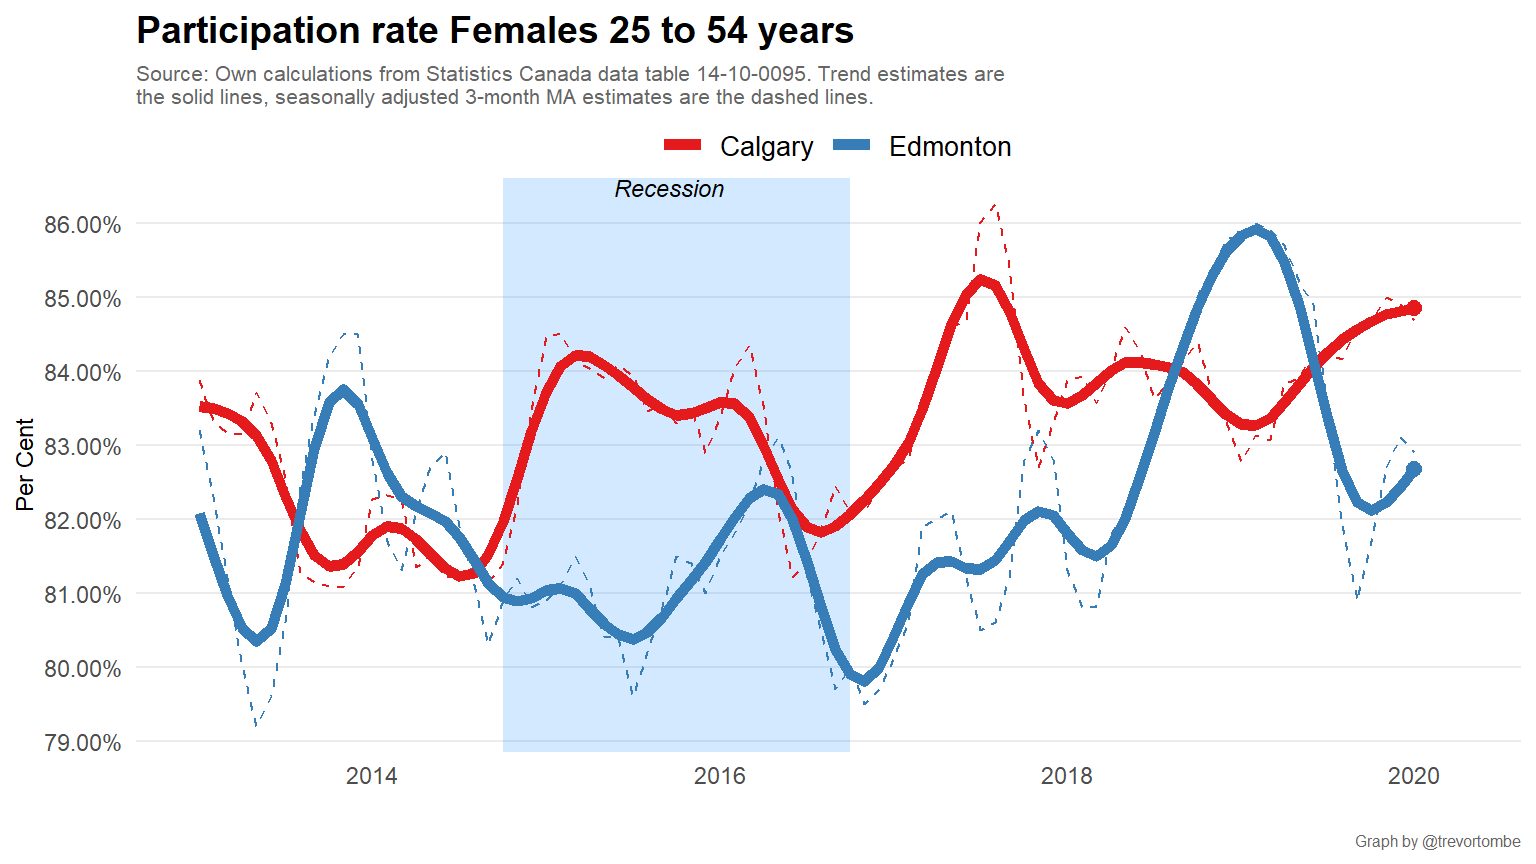 Participation rate Females 25 to 54 years
Source: Own calculations from Statistics Canada data table 14-10-0095. Trend estimates are
the solid lines, seasonally adjusted 3-month MA estimates are the dashed lines.
Calgary
Edmonton
Recession
86.00%
85.00%
84.00%
83.00%
82.00%
81.00%
80.00%
79.00%
Per Cent
2014
2016
2018
2020
Graph by @trevortombe